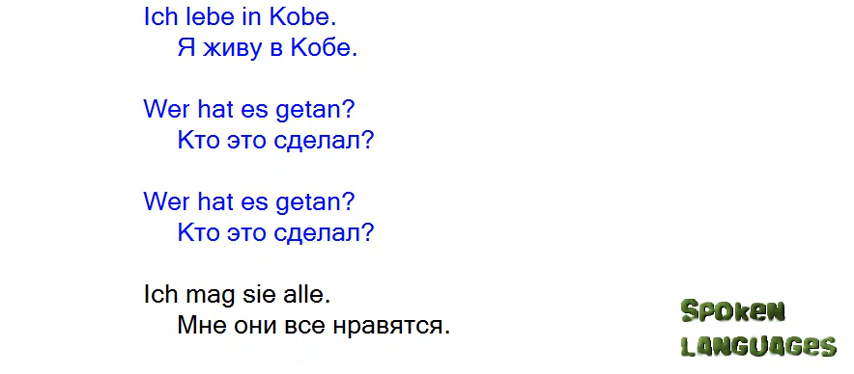 Ich lebe in Kobe.
Я живу в Кобе.
Wer hat es getan?
Кто это сделал?
Wer hat es getan?
Кто это сделал?
Ich mag sie alle.
Мне они все нравятся.
SPOKEN
LANGUAGES